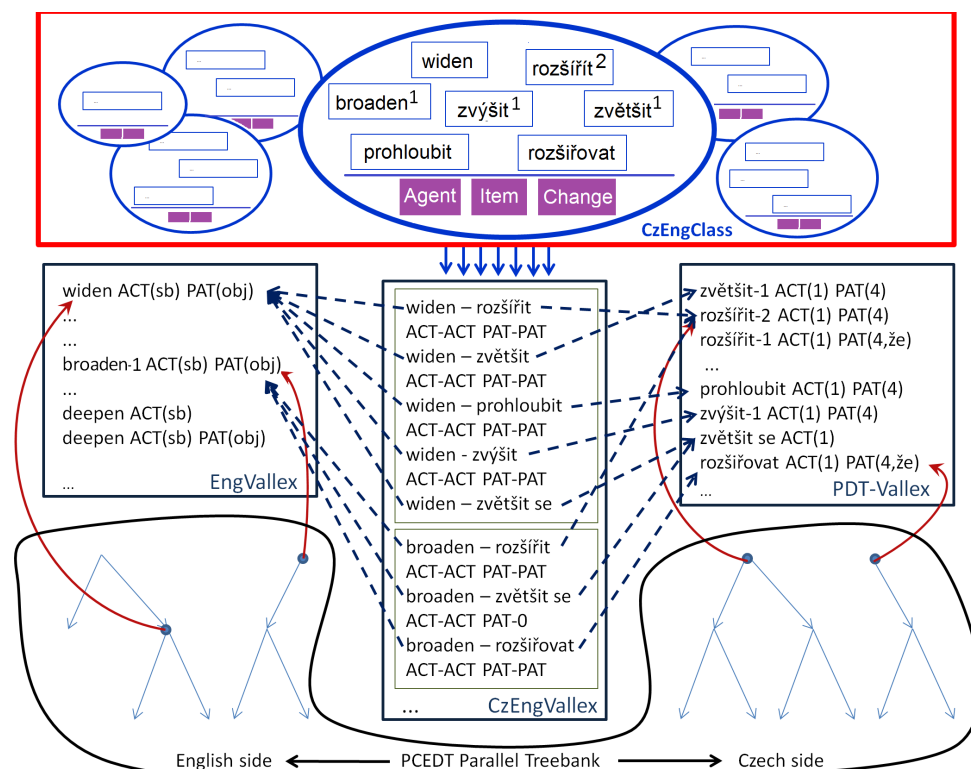 widen
rozšířít2
broaden1
zvýšit1
zvětšit1
prohloubit
rozšiřovat
Agent
Item
Change
CzEngClass
...
...
...
...
...
...
...
...
...
...
...
widen ACT(sb) PAT(obj)
...
...
broaden-1 ACT(sb) PAT(obj)
...
deepen ACT(sb)
deepen ACT(sb) PAT(obj)
...
EngVallex
widen – rozšířit
ACT-ACT PAT-PAT
widen – zvětšit
ACT-ACT PAT-PAT
widen – prohloubit
ACT-ACT PAT-PAT
widen - zvýšit
ACT-ACT PAT-PAT
widen – zvětšit se
broaden – rozšířit
ACT-ACT PAT-PAT
broaden – zvětšit se
ACT-ACT PAT-0
broaden – rozšiřovat
ACT-ACT PAT-PAT
...
CzEngVallex
zvětšit-1 ACT(1) PAT(4)
rozšířit-2 ACT(1) PAT(4)
rozšířit-1 ACT(1) PAT(4,že)
...
prohloubit ACT(1) PAT(4)
zvýšit-1 ACT(1) PAT(4)
zvětšit se ACT(1)
rozšiřovat ACT(1) PAT(4,že)
...
PDT-Vallex
English side
PCEDT Parallel Treebank
Czech side